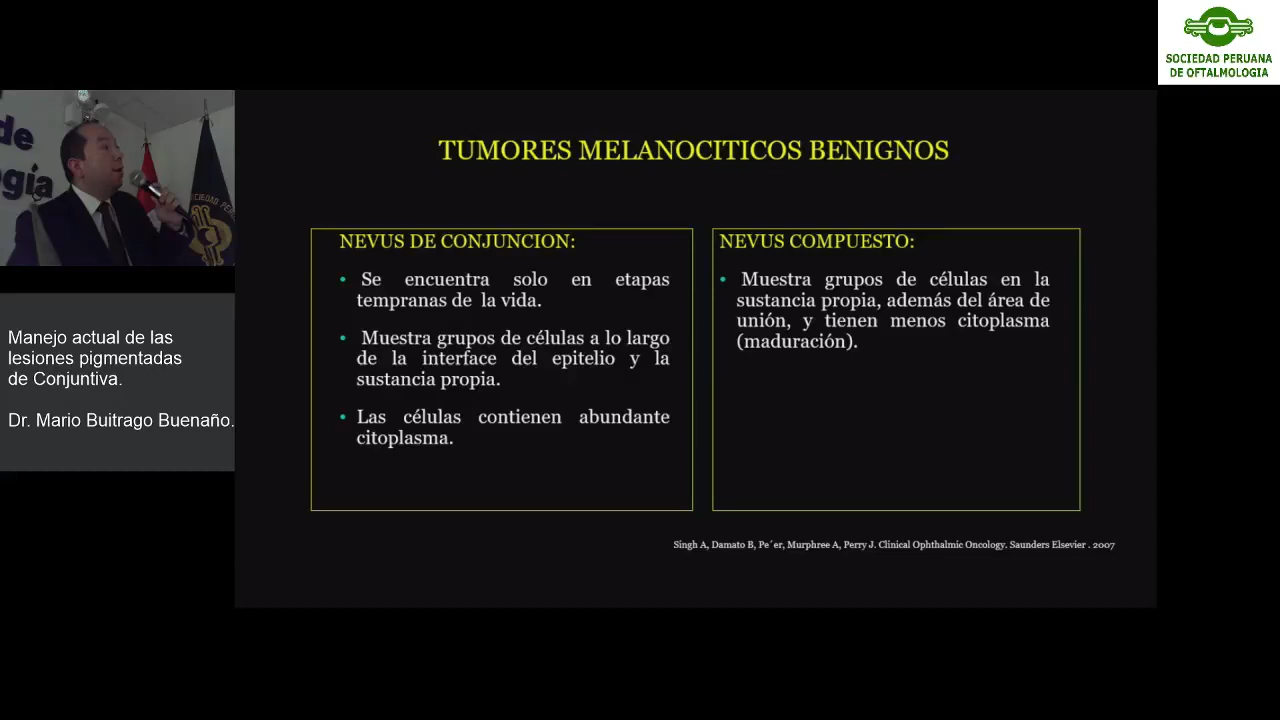 SOCIEDAD PERUANA
DE OFTALMOLOGIA
de
gía
SOCIEDAD PER
Manejo actual de las
lesiones pigmentadas
de Conjuntiva.
Dr. Mario Buitrago Buenaño.
TUMORES MELANOCITICOS BENIGNOS
NEVUS DE CONJUNCION:
• Se encuentra solo en etapas
tempranas de la vida.
• Muestra grupos de células a lo largo
de la interface del epitelio y la
sustancia propia.
• Las células contienen abundante
citoplasma.
NEVUS COMPUESTO:
• Muestra grupos de células en la
sustancia propia, además del área de
unión, y tienen menos citoplasma
(maduración).
Singh A, Damato B, Pe´er, Murphree A, Perry J. Clinical Ophthalmic Oncology. Saunders Elsevier . 2007